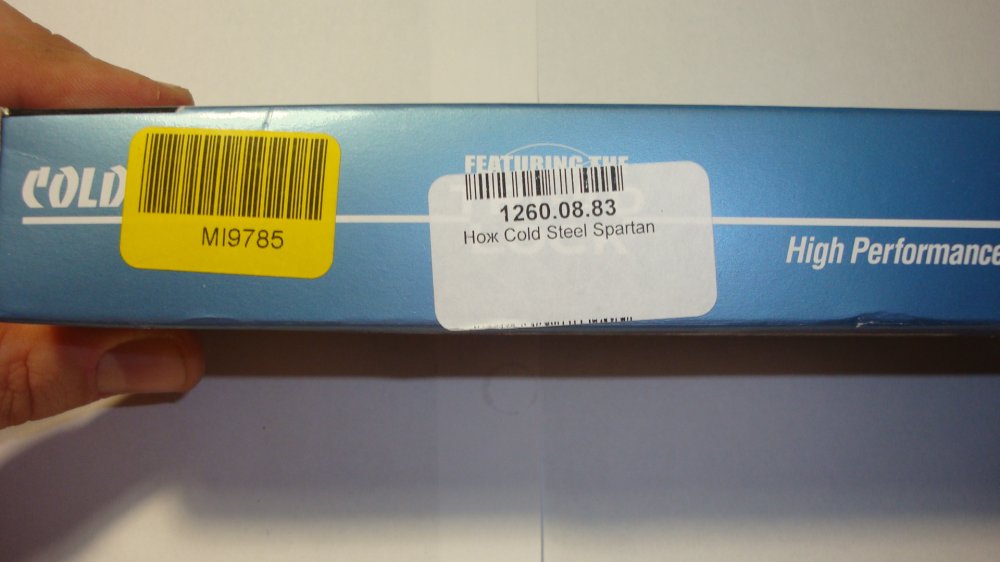 COLD
MI9785
FEATURING THE
1260.08.83
Нож Cold Steel Spartan
High Performance